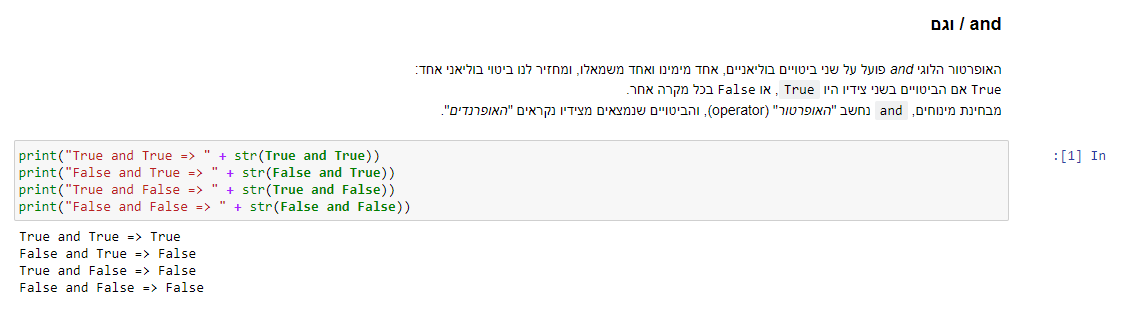 and / וגם
האופרטור הלוגי and פועל על שני ביטויים בוליאניים, אחד מימינו ואחד משמאלו, ומחזיר לנו ביטוי בוליאני אחד:
True אם הביטויים בשני צידיו היו True, או False בכל מקרה אחר.
מבחינת מינוחים, and נחשב "האופרטור" (operator), והביטויים שנמצאים מצידיו נקראים "האופרנדים".
In [1]:
print("True and True => " + str(True and True))
print("False and True => " + str(False and True))
print("True and False => " + str(True and False))
print("False and False => " + str(False and False))
True and True => True
False and True => False
True and False => False
False and False => False